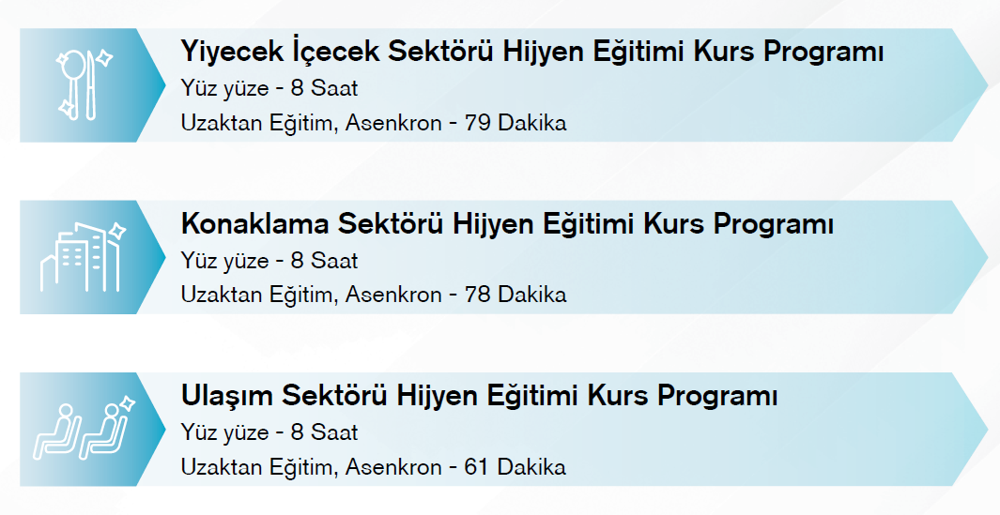 Yiyecek İçecek Sektörü Hijyen Eğitimi Kurs Programı
Yüz yüze - 8 Saat
Uzaktan Eğitim, Asenkron - 79 Dakika
Konaklama Sektörü Hijyen Eğitimi Kurs Programı
Yüz yüze - 8 Saat
Uzaktan Eğitim, Asenkron - 78 Dakika
Ulaşım Sektörü Hijyen Eğitimi Kurs Programı
Yüz yüze - 8 Saat
Uzaktan Eğitim, Asenkron - 61 Dakika